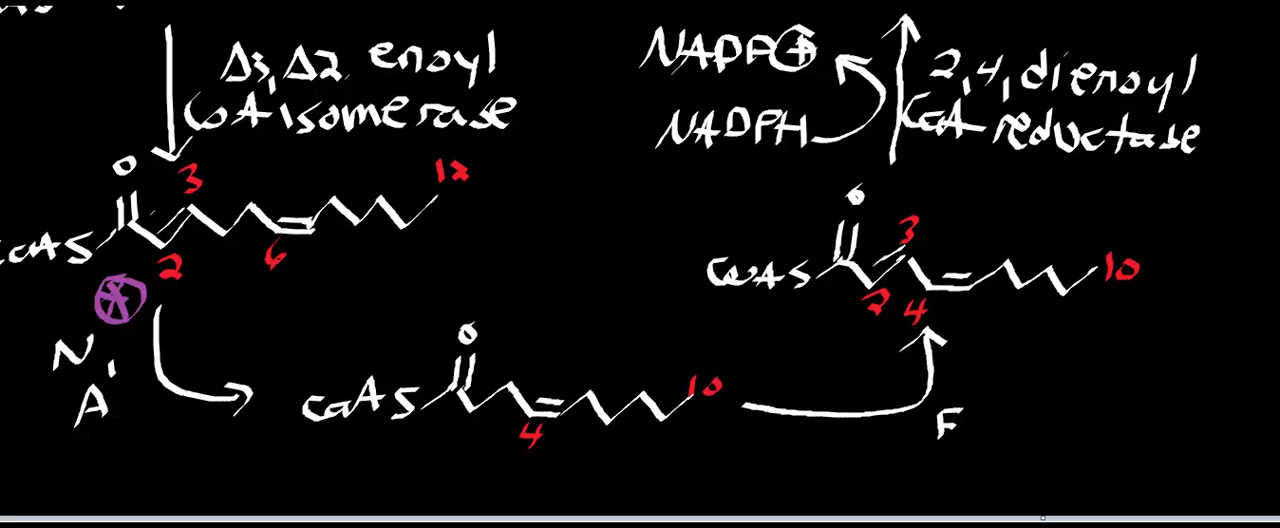 Δ3,Δ2 enoyl
CoA isomerase
NADP+
NADPH
2,4, dienoyl
CoA reductase
O
3
12
CoAS
2
6
O
3
CoAS
10
2
4
N,
A
O
CoAS
10
4
F